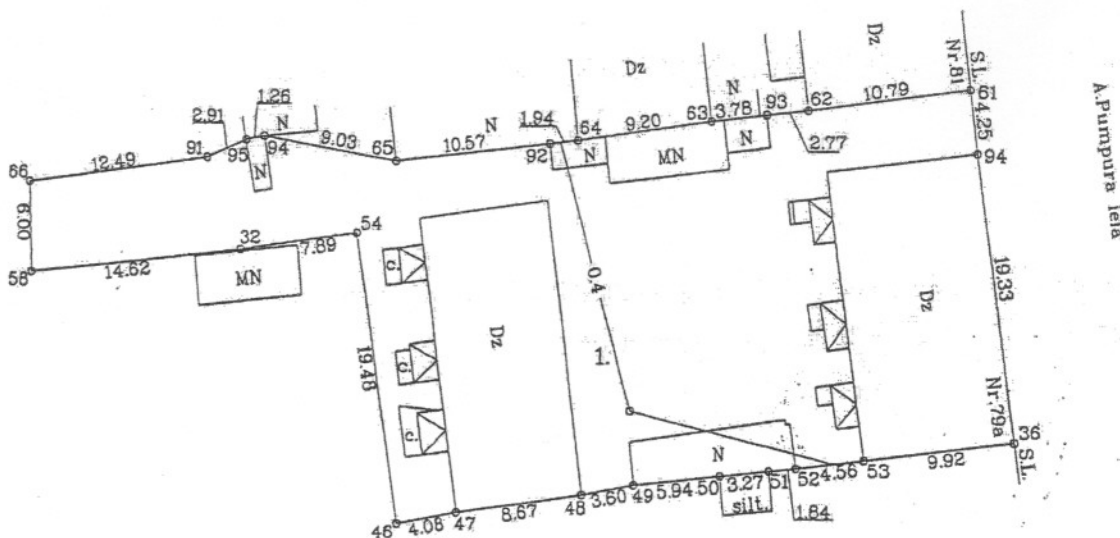 Dz
S.L.
Nr.81
61
A.Pumpura iela
Dz
N
93
62
10.79
4.25
2.91
1.26
N
9.03
N
1.94
64
9.20
63
3.78
2.77
66
12.49
91
95
94
65
10.57
92
N
MN
N
94
N
6.00
54
32
7.89
58
14.62
MN
c.
19.33
0.4
Dz
Dz
19.48
1.
c.
c.
Nr.79a
36
S.L.
N
46
4.08
47
8.67
48
3.60
49
5.94
50
3.27
51
52
4.56
53
9.92
silt.
1.84